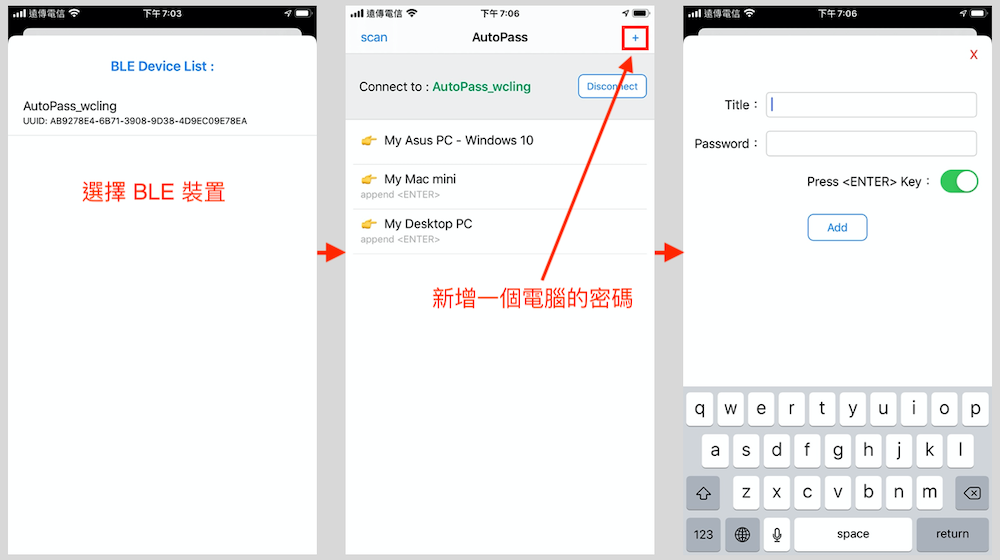 遠傳電信
下午7:03
BLE Device List :
AutoPass_wcling
UUID: AB9278E4-6B71-3908-9D38-4D9EC09E78EA
選擇 BLE 裝置
遠傳電信
下午7:06
scan
AutoPass
+
Connect to : AutoPass_wcling
Disconnect
👉 My Asus PC - Windows 10
👉 My Mac mini
append <ENTER>
👉 My Desktop PC
append <ENTER>
新增一個電腦的密碼
遠傳電信
下午7:06
X
Title :
Password :
Press <ENTER> Key :
Add
q w e r t y u i o p
a s d f g h j k l
z x c v b n m
123
space
return